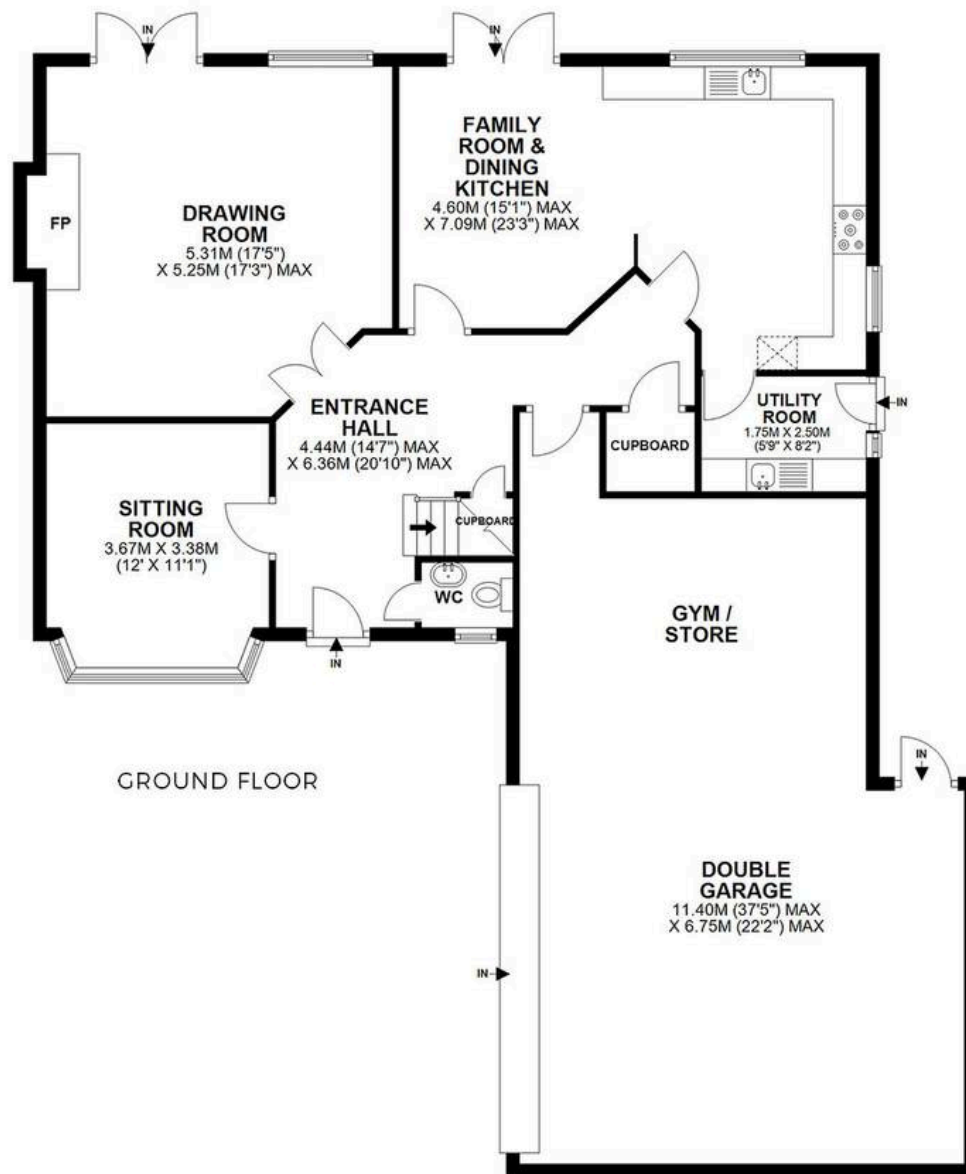 IN
IN
FAMILY
ROOM &
DINING
KITCHEN
4.60M (15'1") MAX
X 7.09M (23'3") MAX
FP
DRAWING
ROOM
5.31M (17'5")
X 5.25M (17'3") MAX
ENTRANCE
HALL
4.44M (14'7") MAX
X 6.36M (20'10") MAX
UTILITY
ROOM
1.75M X 2.50M
(5'9" X 8'2")
IN
CUPBOARD
SITTING
ROOM
3.67M X 3.38M
(12' X 11'1")
CUPBOARD
WC
IN
GYM /
STORE
GROUND FLOOR
IN
DOUBLE
GARAGE
11.40M (37'5") MAX
X 6.75M (22'2") MAX
IN